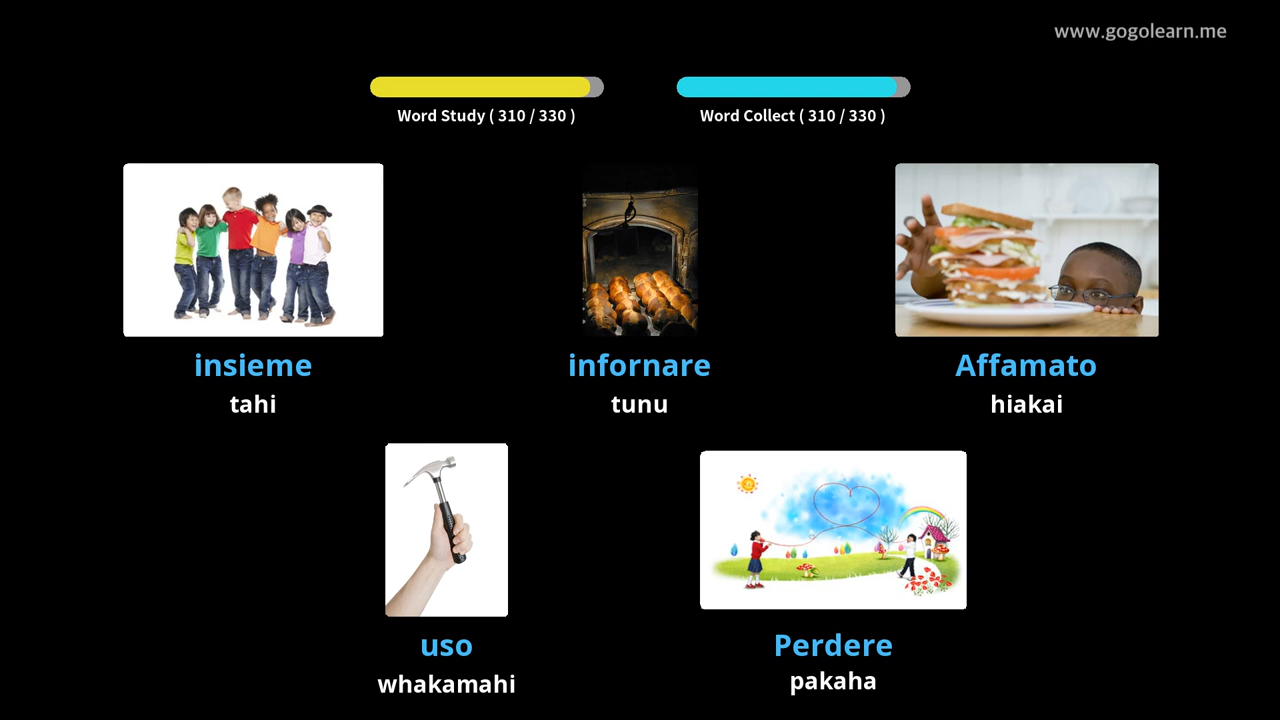 www.gogolearn.me
Word Study ( 310 / 330 )
Word Collect ( 310 / 330 )
insieme
tahi
infornare
tunu
Affamato
hiakai
uso
whakamahi
Perdere
pakaha